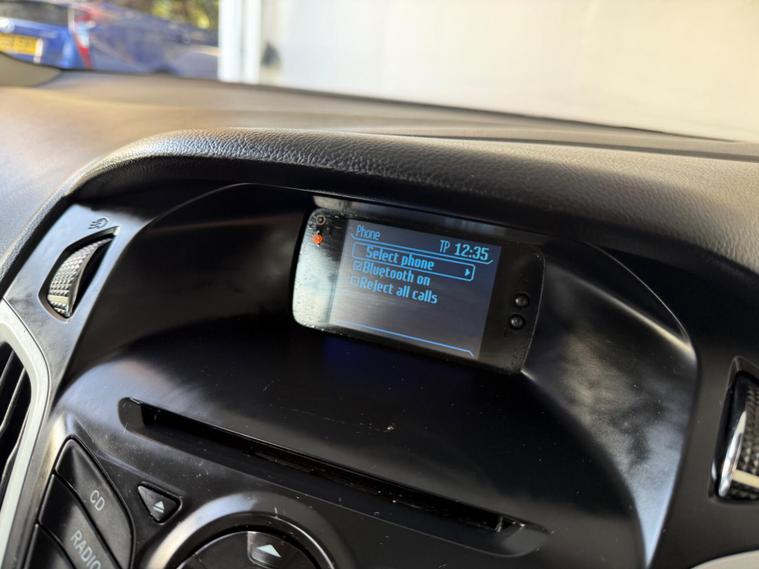 Phone
TP 12:35
Select phone
Bluetooth on
Reject all calls
CD
RADIO